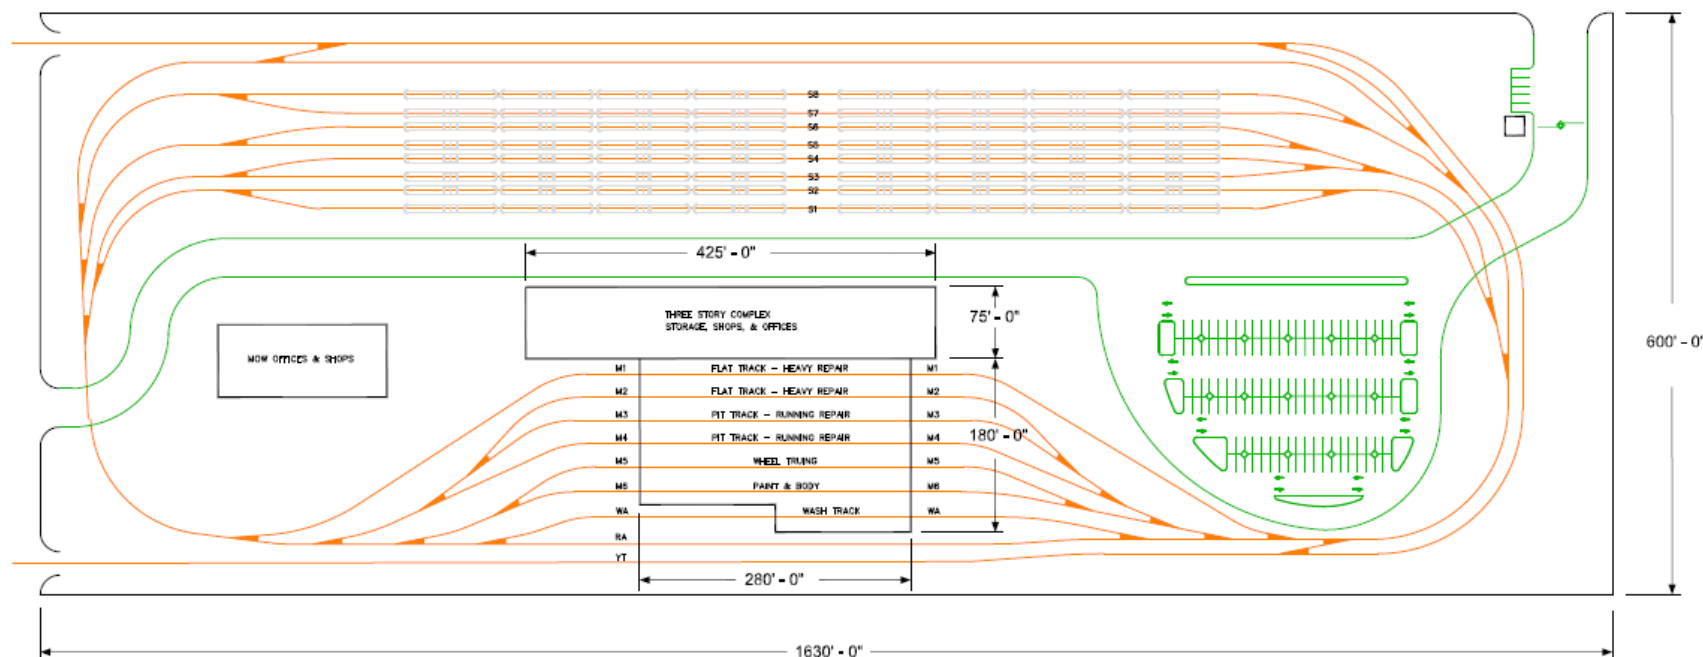 S8
S7
S6
S5
S4
S3
S2
S1
425' - 0"
THREE STORY COMPLEX
STORAGE, SHOPS, & OFFICES
75' - 0"
600' - 0"
MOW OFFICES & SHOPS
M1 FLAT TRACK - HEAVY REPAIR M1
M2 FLAT TRACK - HEAVY REPAIR M2
M3 PIT TRACK - RUNNING REPAIR M3
M4 PIT TRACK - RUNNING REPAIR M4
180' - 0"
M5 WHEEL TRUING M5
M6 PAINT & BODY M6
WA WASH TRACK WA
RA
YT
280' - 0"
1630' - 0"